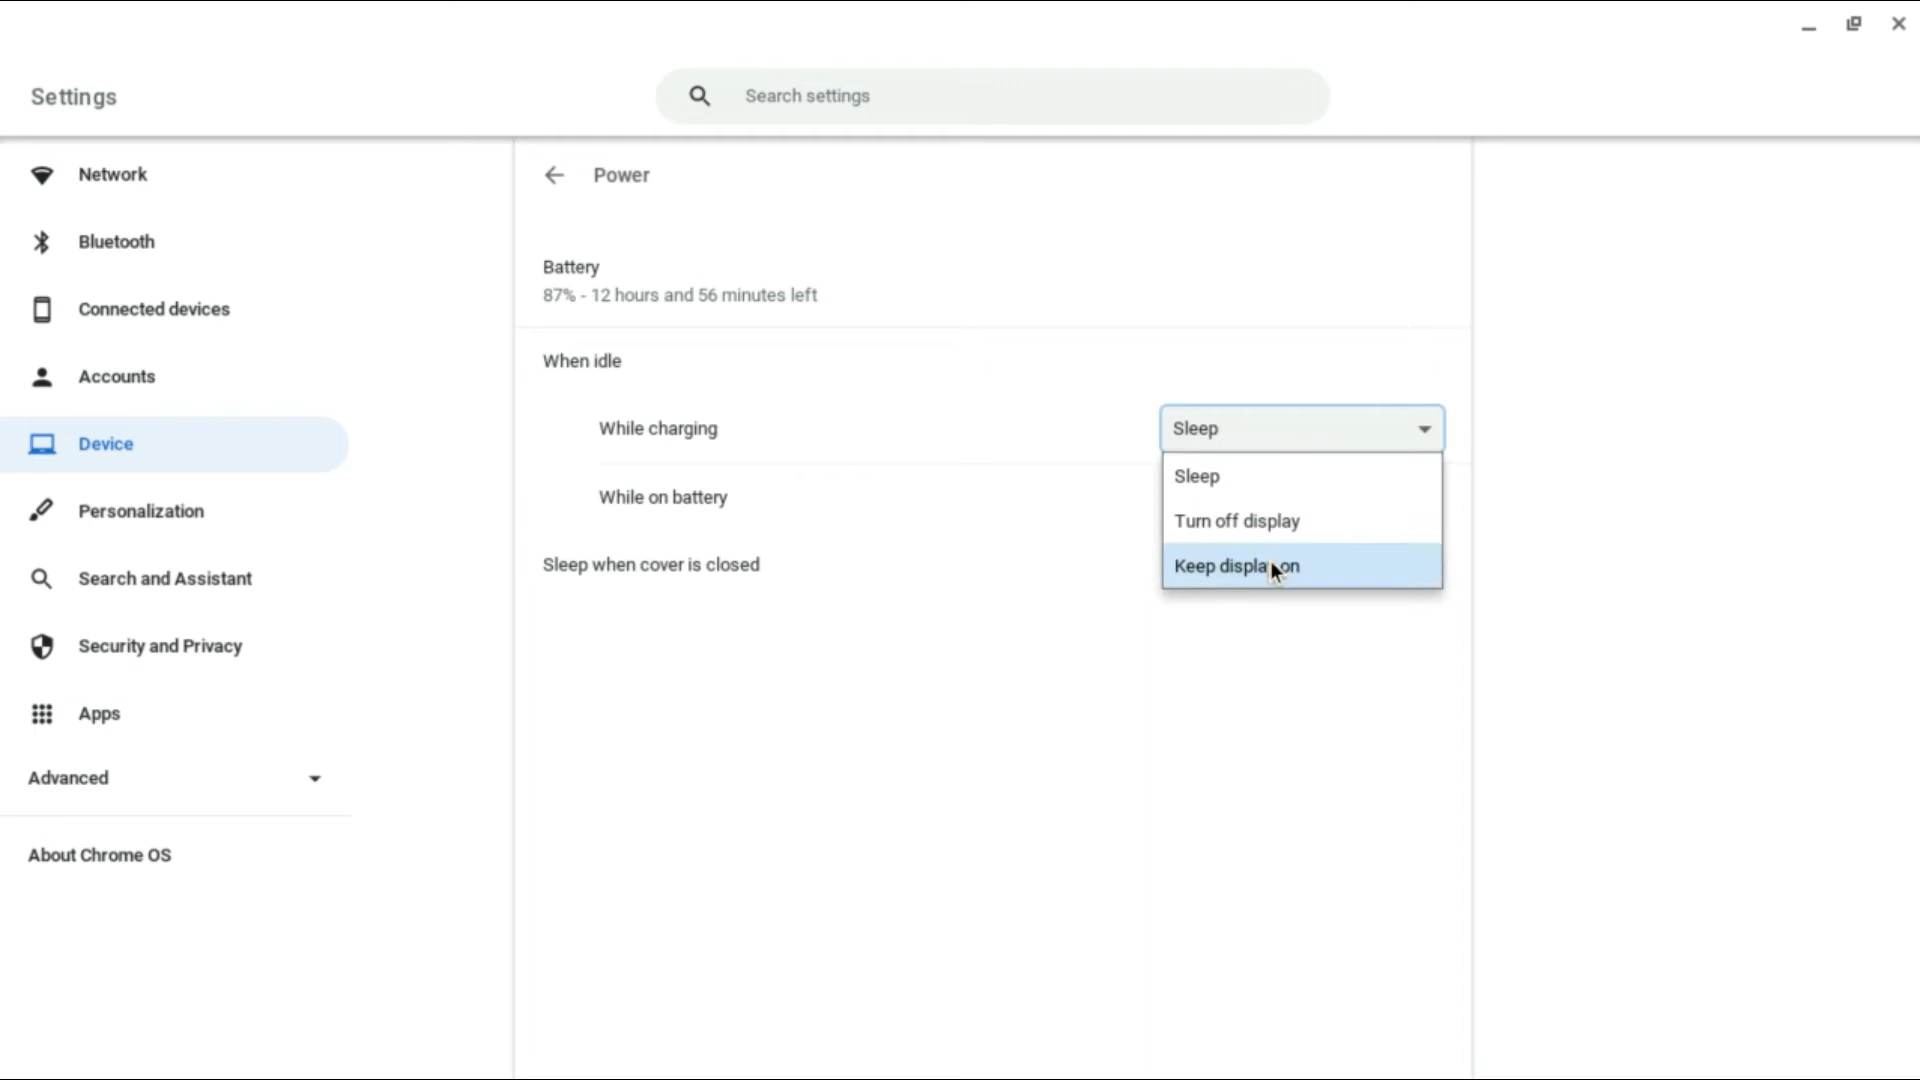 Settings
Search settings
Network
Bluetooth
Connected devices
Accounts
Device
Personalization
Search and Assistant
Security and Privacy
Apps
Advanced
About Chrome OS
Power
Battery
87% - 12 hours and 56 minutes left
When idle
While charging
Sleep
Sleep
Turn off display
Keep display on
While on battery
Sleep when cover is closed